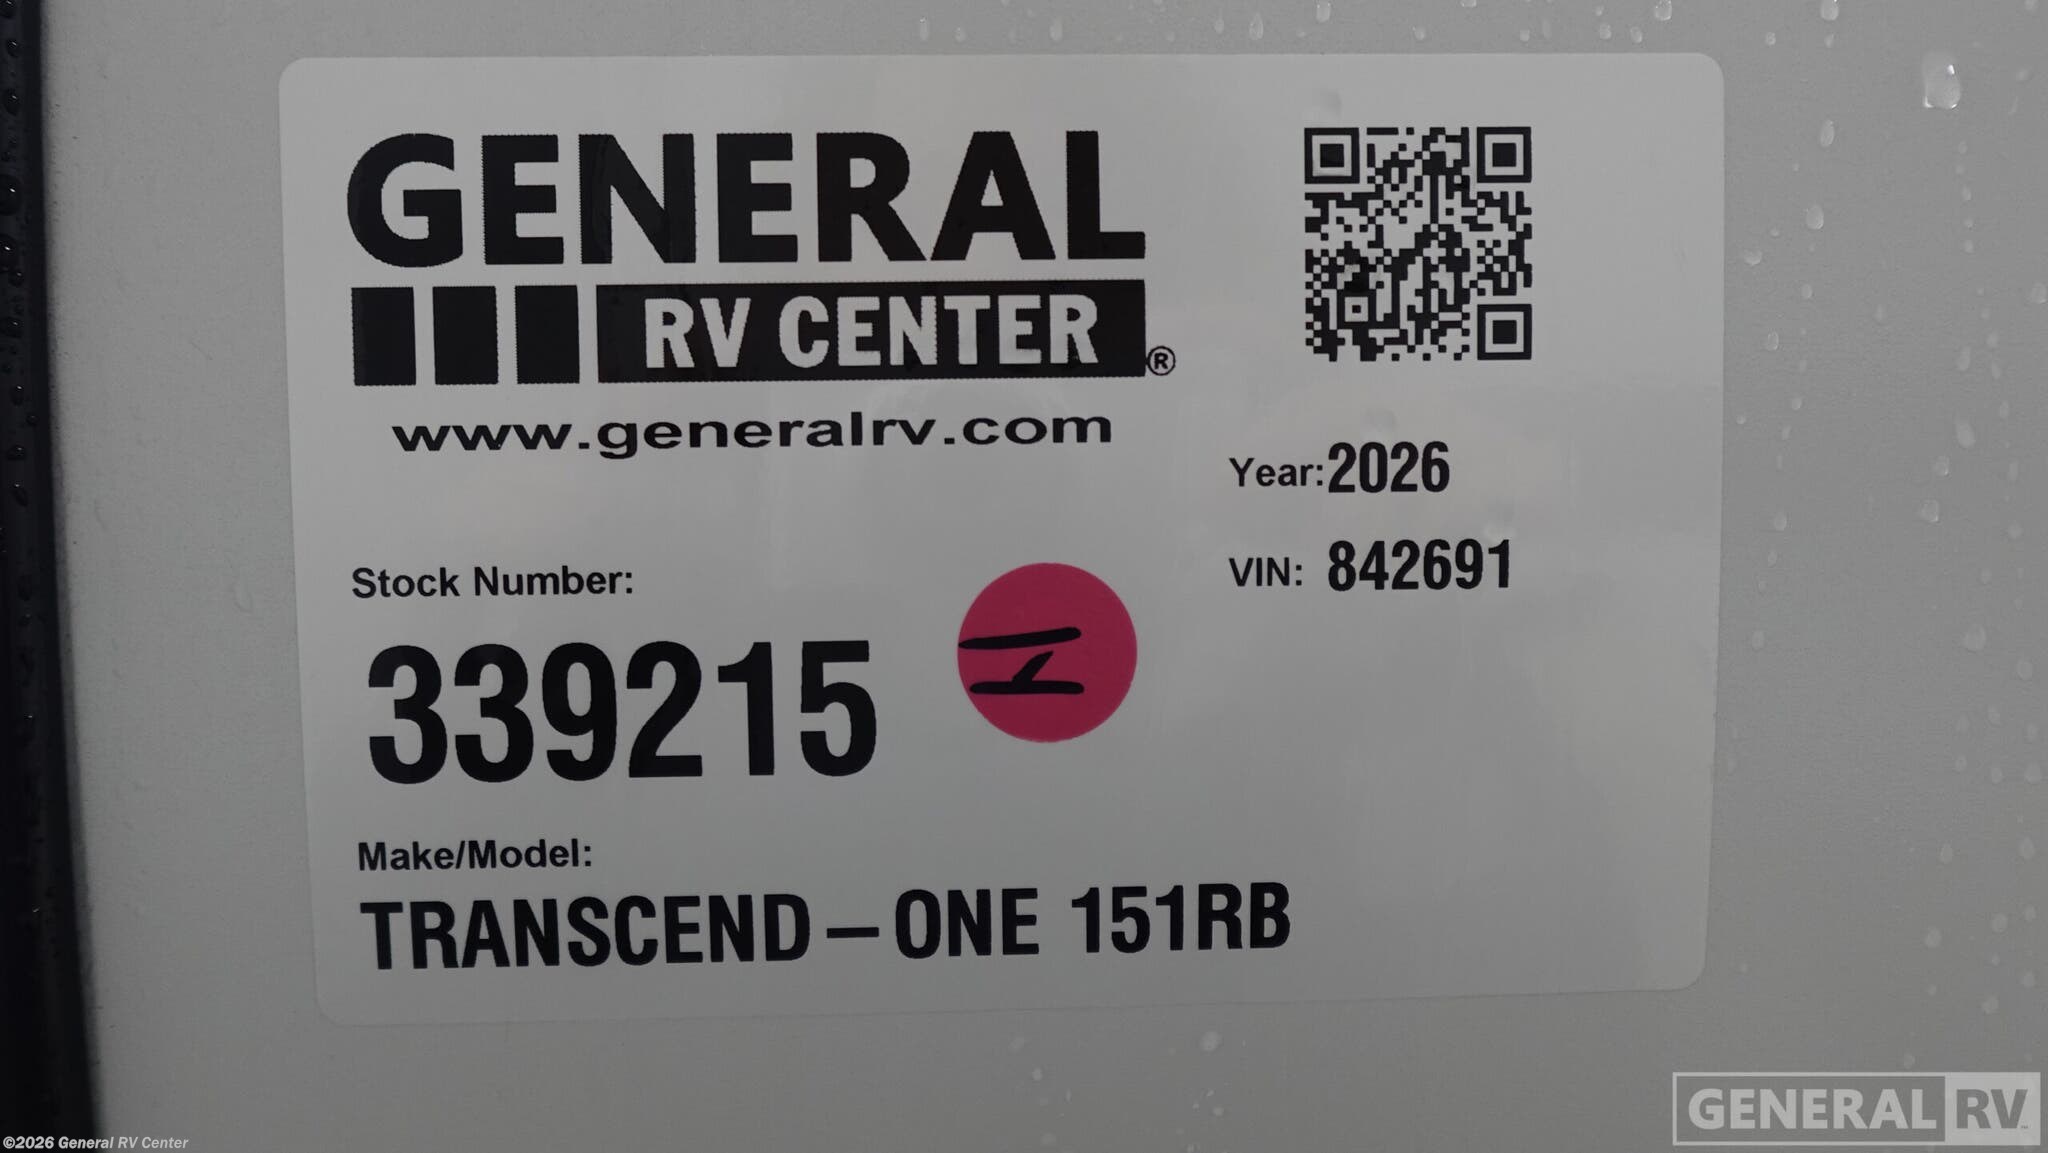 GENERAL
RV CENTER®
www.generalrv.com
Year: 2026
VIN: 842691
Stock Number:
339215
Make/Model:
TRANSCEND-ONE 151RB
©2026 General RV Center
GENERAL RV